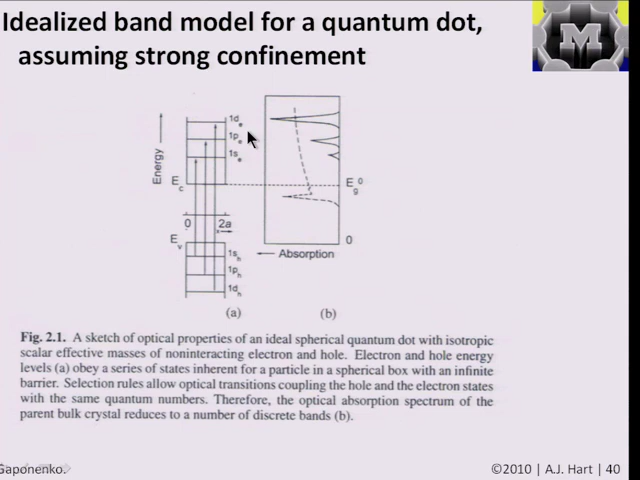 Idealized band model for a quantum dot,
assuming strong confinement
M
Energy
1d e
1p e
1s e
E c
E g 0
0 2a
E v
0
1s h
1p h
1d h
Absorption
(a) (b)
Fig. 2.1. A sketch of optical properties of an ideal spherical quantum dot with isotropic
scalar effective masses of noninteracting electron and hole. Electron and hole energy
levels (a) obey a series of states inherent for a particle in a spherical box with an infinite
barrier. Selection rules allow optical transitions coupling the hole and the electron states
with the same quantum numbers. Therefore, the optical absorption spectrum of the
parent bulk crystal reduces to a number of discrete bands (b).
Gaponenko.
©2010 | A.J. Hart | 40